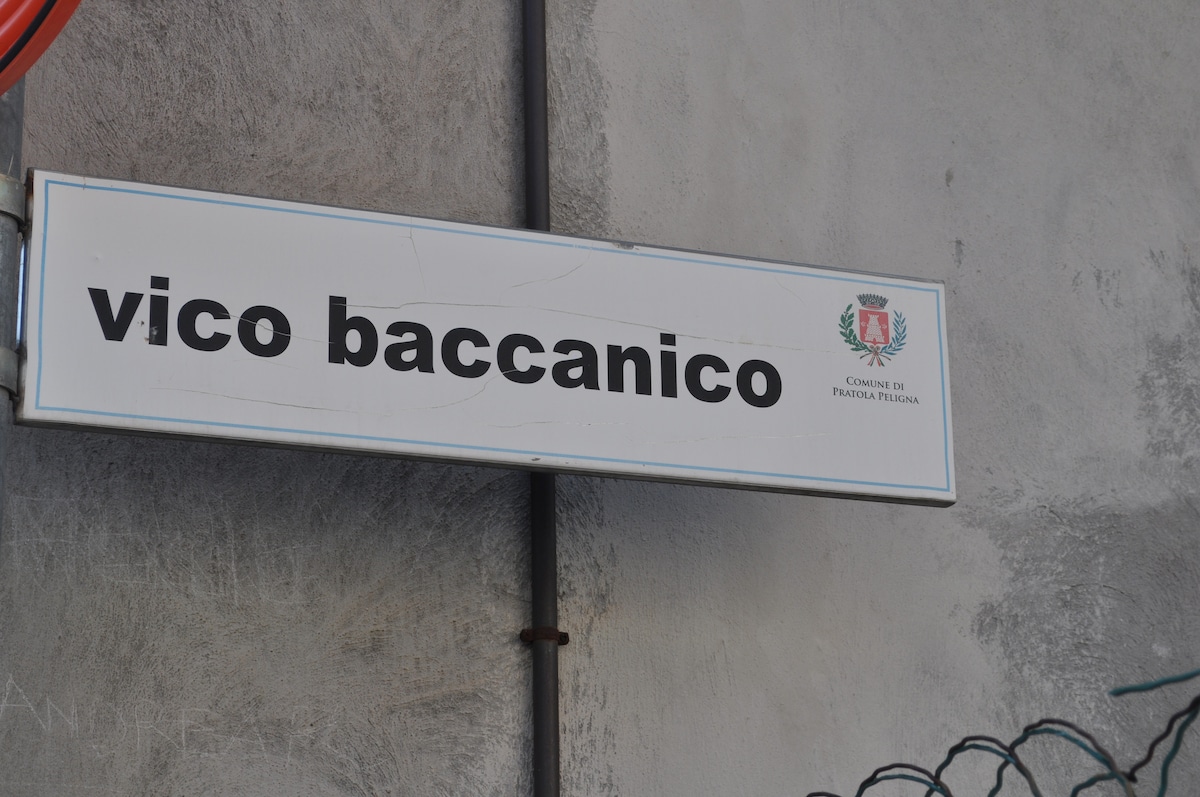 vico baccanico
COMUNE DI
PRATOLA PELIGNA